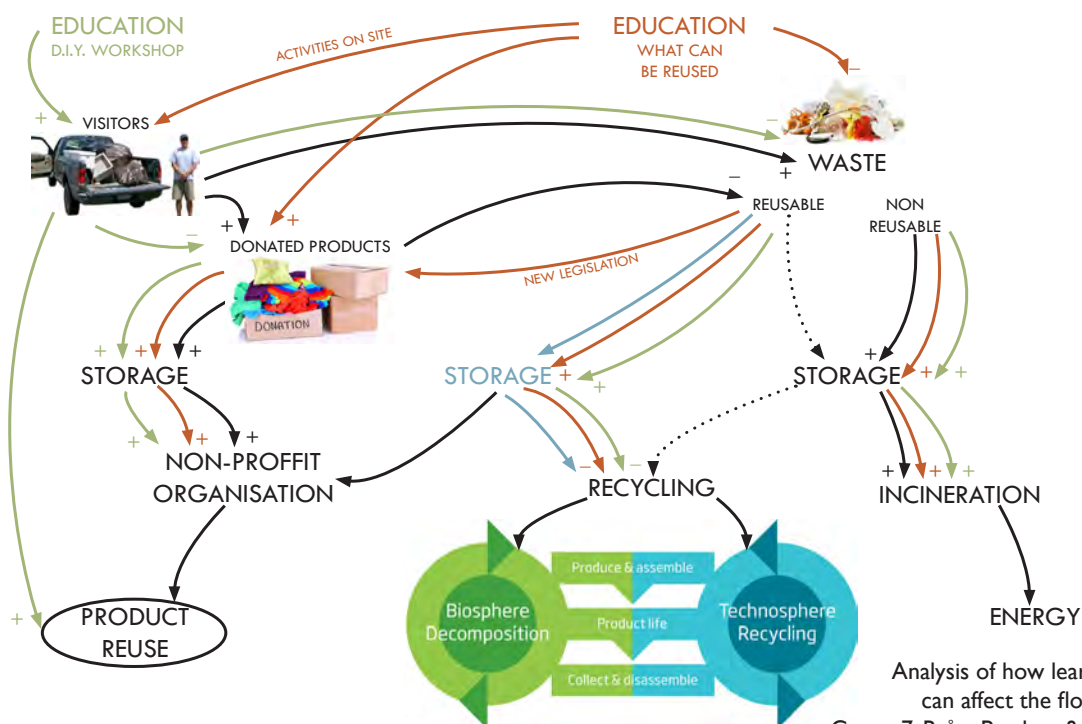 EDUCATION
D.I.Y. WORKSHOP
ACTIVITIES ON SITE
EDUCATION
WHAT CAN
BE REUSED
+
VISITORS
−
−
WASTE
+
−
REUSABLE
NON
REUSABLE
+
+
−
DONATED PRODUCTS
NEW LEGISLATION
DONATION
+
+
+
STORAGE
STORAGE
+
+
+
STORAGE
+
+
+
+
+
NON-PROFFIT
ORGANISATION
−
−
RECYCLING
+
+
+
INCINERATION
Produce & assemble
Biosphere
Decomposition
Product life
Technosphere
Recycling
Collect & disassemble
+
PRODUCT
REUSE
ENERGY
Analysis of how lear
can affect the flo